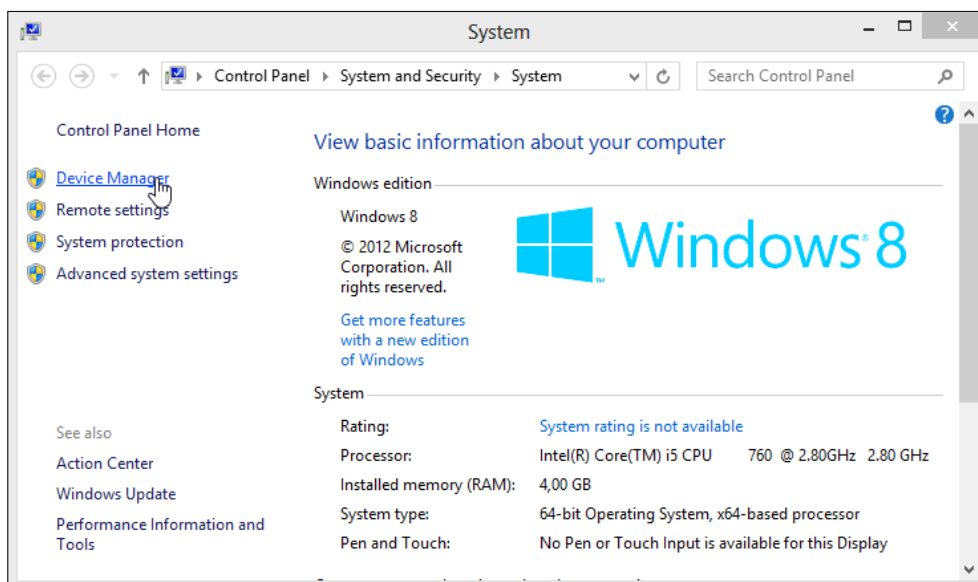 System
Control Panel System and Security System
Search Control Panel
Control Panel Home
Device Manager
Remote settings
System protection
Advanced system settings
See also
Action Center
Windows Update
Performance Information and
Tools
View basic information about your computer
Windows edition
Windows 8
© 2012 Microsoft
Corporation. All
rights reserved.
Get more features
with a new edition
of Windows
Windows® 8
™
System
Rating: System rating is not available
Processor: Intel(R) Core(TM) i5 CPU 760 @ 2.80GHz 2.80 GHz
Installed memory (RAM): 4,00 GB
System type: 64-bit Operating System, x64-based processor
Pen and Touch: No Pen or Touch Input is available for this Display